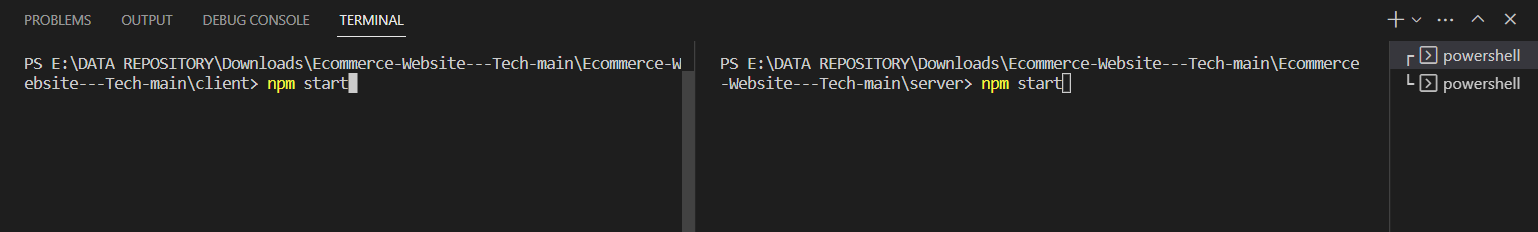 PROBLEMS OUTPUT DEBUG CONSOLE TERMINAL
PS E:\DATA REPOSITORY\Downloads\Ecommerce-Website---Tech-main\Ecommerce-W
ebsite---Tech-main\client> npm start
PS E:\DATA REPOSITORY\Downloads\Ecommerce-Website---Tech-main\Ecommerce
-Website---Tech-main\server> npm start
powershell
powershell